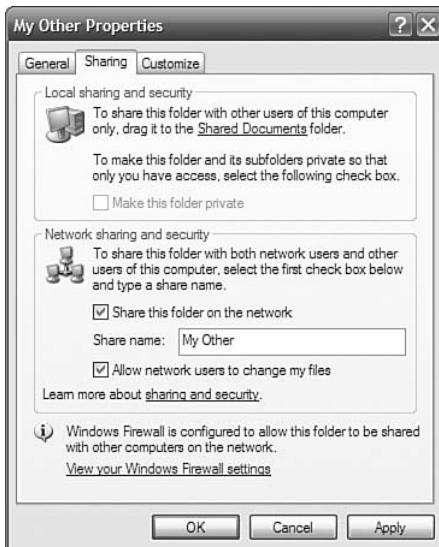 My Other Properties
General Sharing Customize
Local sharing and security
To share this folder with other users of this computer
only, drag it to the Shared Documents folder.
To make this folder and its subfolders private so that
only you have access, select the following check box.
Make this folder private
Network sharing and security
To share this folder with both network users and other
users of this computer, select the first check box below
and type a share name.
Share this folder on the network
Share name: My Other
Allow network users to change my files
Learn more about sharing and security.
Windows Firewall is configured to allow this folder to be shared
with other computers on the network.
View your Windows Firewall settings
OK Cancel Apply